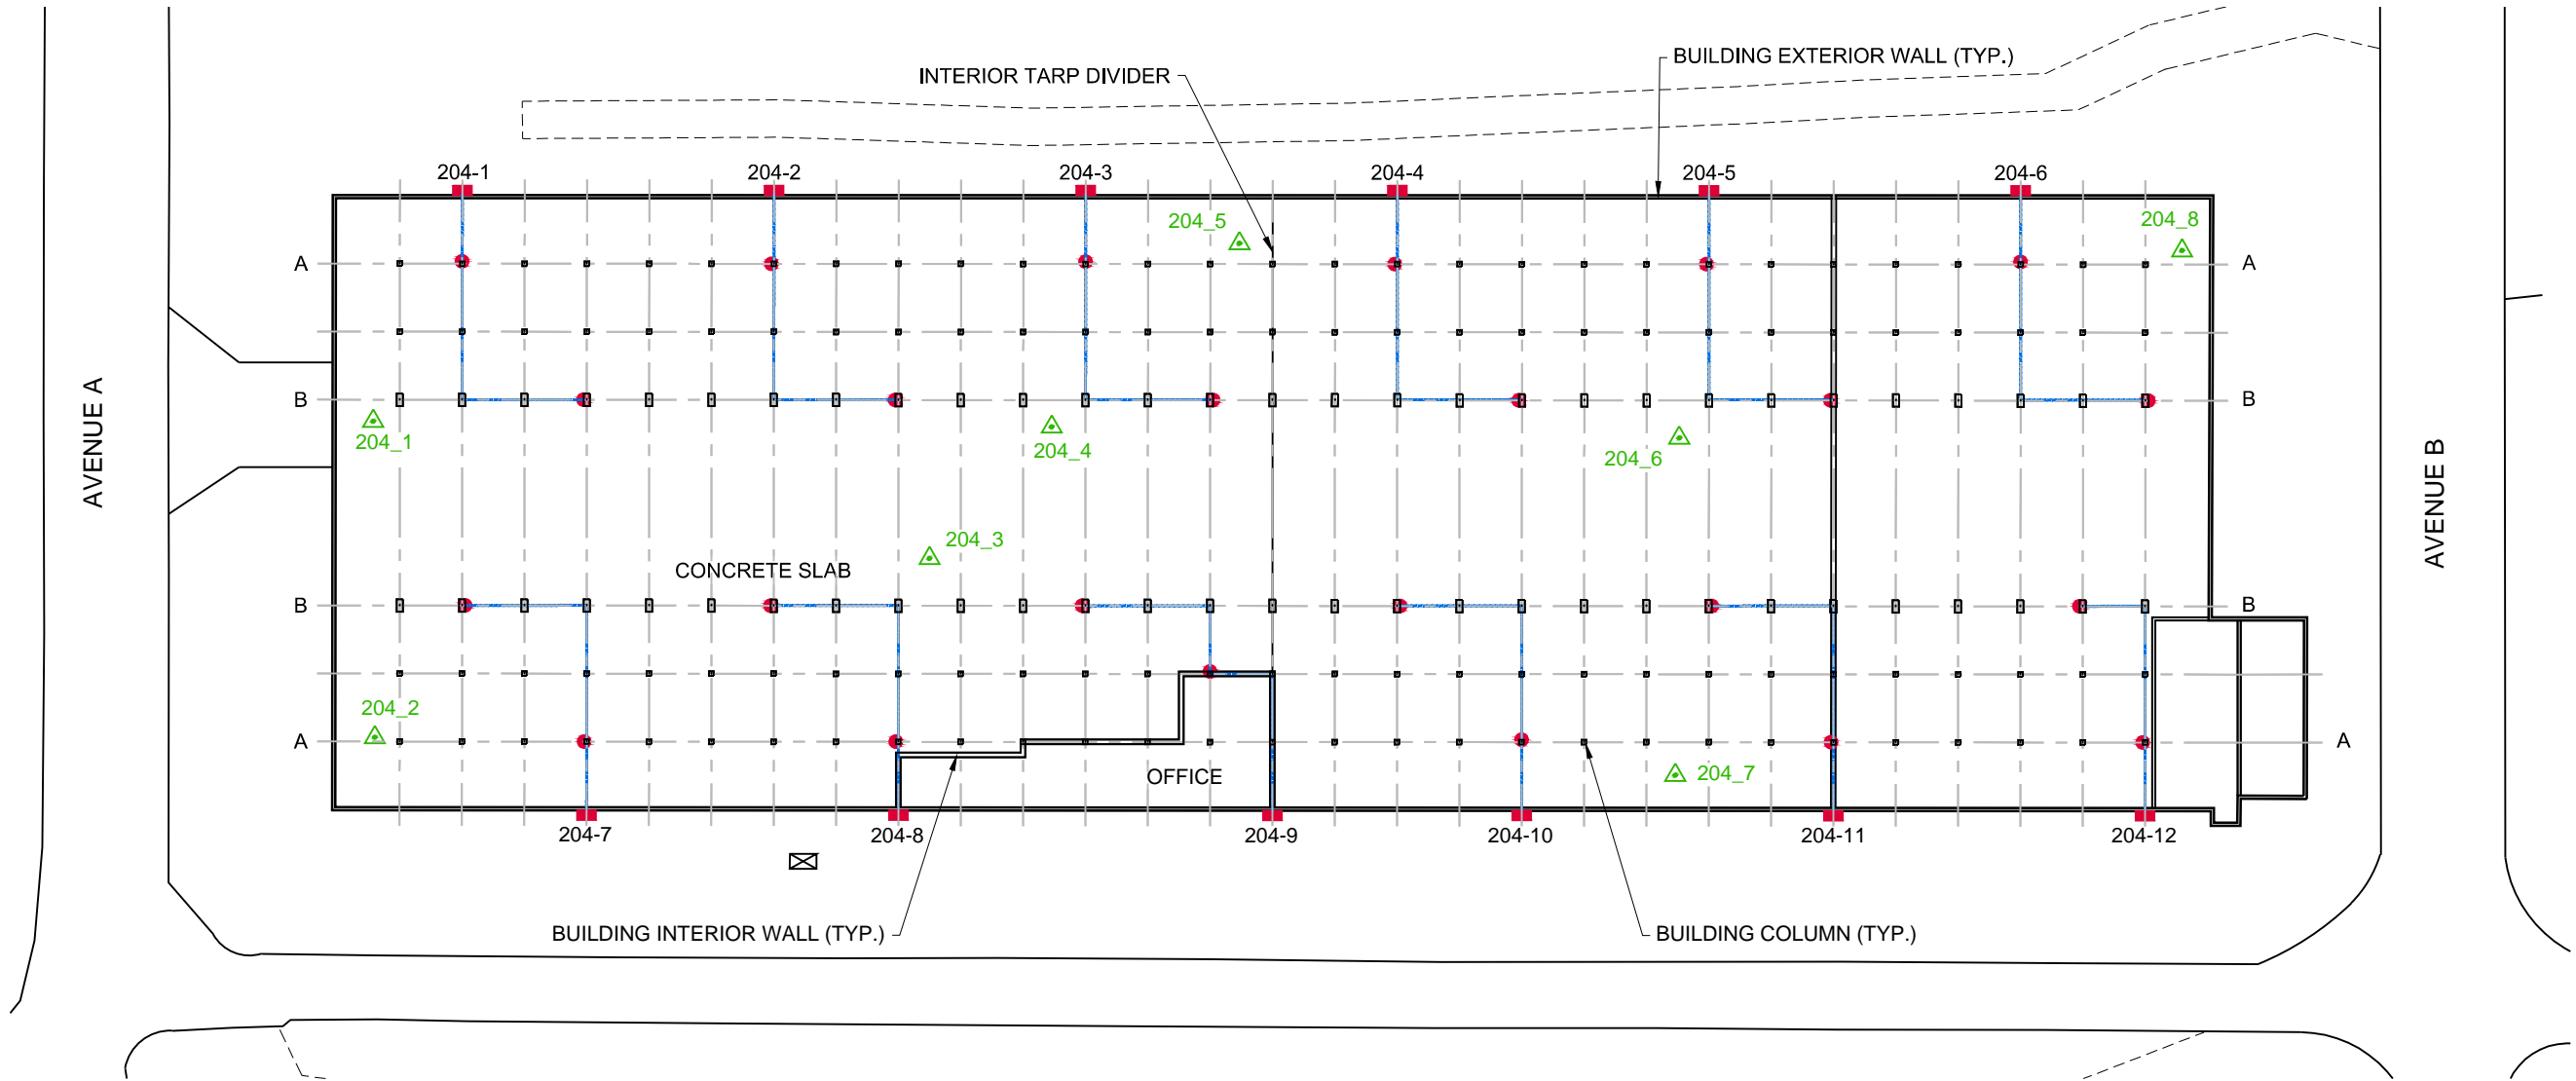 BUILDING EXTERIOR WALL (TYP.)
INTERIOR TARP DIVIDER
204-1
204-2
204-3
204-4
204-5
204-6
204_5
204_8
A
A
B
B
204_1
204_4
204_6
AVENUE A
AVENUE B
204_3
CONCRETE SLAB
B
B
204_2
A
A
OFFICE
204_7
204-7
204-8
204-9
204-10
204-11
204-12
BUILDING INTERIOR WALL (TYP.)
BUILDING COLUMN (TYP.)